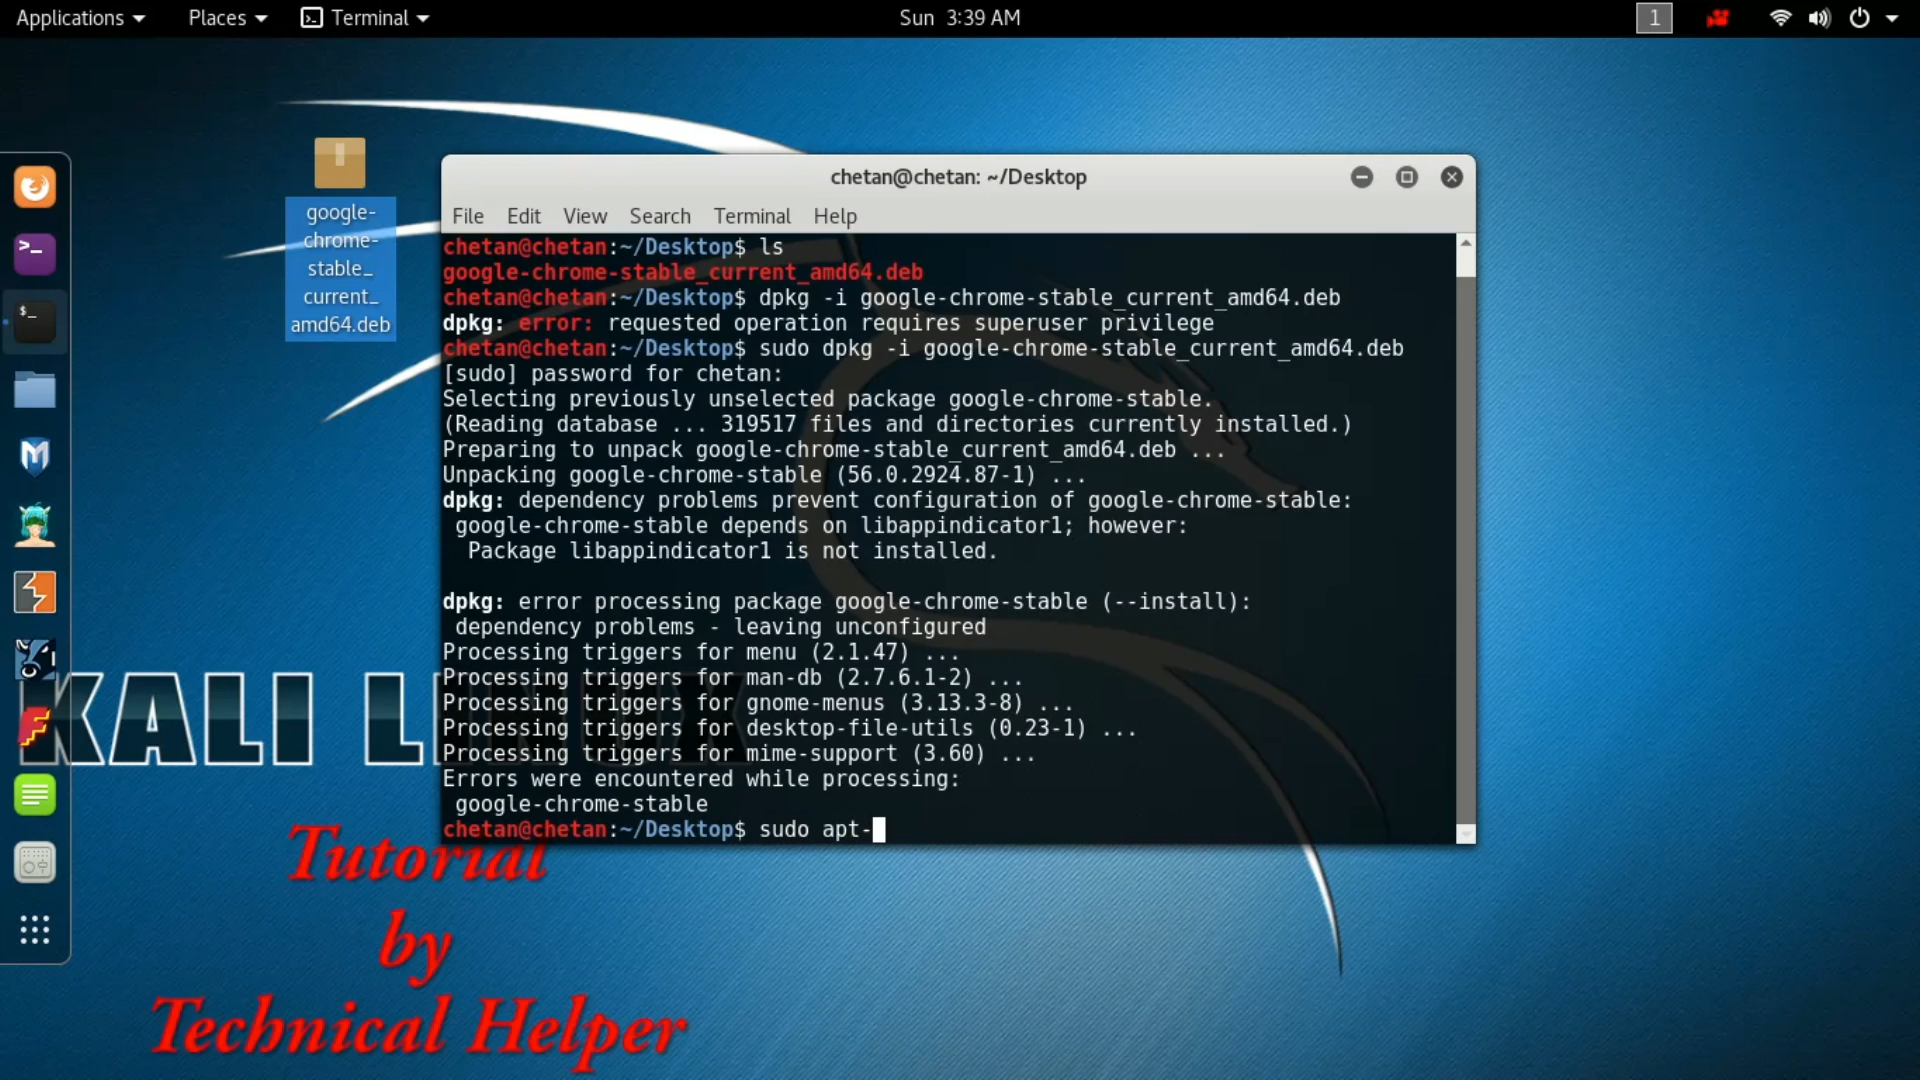 Applications Places Terminal Sun 3:39 AM 1
google-
chrome-
stable_
current_
amd64.deb
chetan@chetan: ~/Desktop
File Edit View Search Terminal Help
chetan@chetan:~/Desktop$ ls
google-chrome-stable_current_amd64.deb
chetan@chetan:~/Desktop$ dpkg -i google-chrome-stable_current_amd64.deb
dpkg: error: requested operation requires superuser privilege
chetan@chetan:~/Desktop$ sudo dpkg -i google-chrome-stable_current_amd64.deb
[sudo] password for chetan:
Selecting previously unselected package google-chrome-stable.
(Reading database ... 319517 files and directories currently installed.)
Preparing to unpack google-chrome-stable_current_amd64.deb ...
Unpacking google-chrome-stable (56.0.2924.87-1) ...
dpkg: dependency problems prevent configuration of google-chrome-stable:
google-chrome-stable depends on libappindicator1; however:
Package libappindicator1 is not installed.
dpkg: error processing package google-chrome-stable (--install):
dependency problems - leaving unconfigured
Processing triggers for menu (2.1.47) ...
Processing triggers for man-db (2.7.6.1-2) ...
Processing triggers for gnome-menus (3.13.3-8) ...
Processing triggers for desktop-file-utils (0.23-1) ...
Processing triggers for mime-support (3.60) ...
Errors were encountered while processing:
google-chrome-stable
chetan@chetan:~/Desktop$ sudo apt-
KALI LINUX
Tutorial
by
Technical Helper